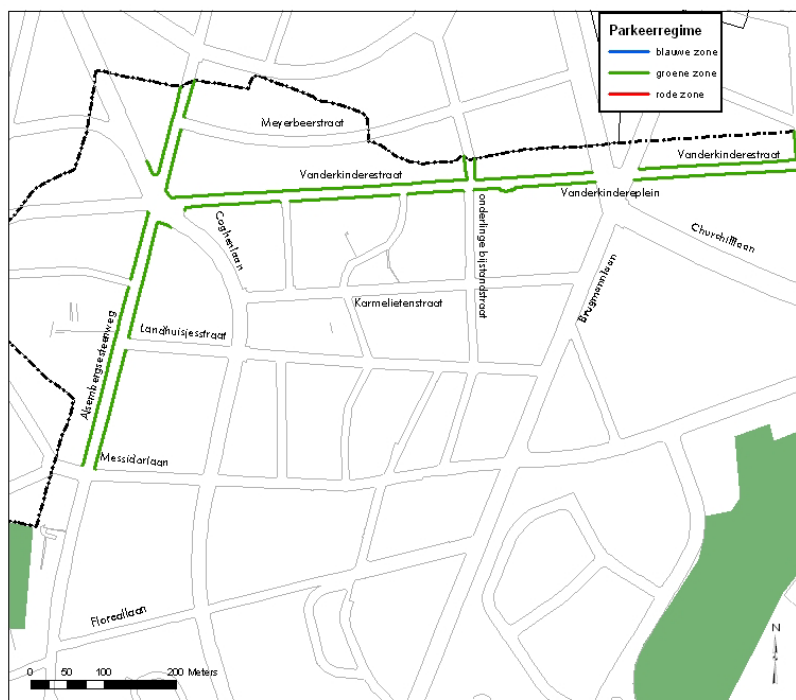 Parkeerregime
blauwe zone
groene zone
rode zone
Meyerbeerstraat
Vanderkinderestraat
Vanderkinderestraat
Vanderkindereplein
Coghenlaan
onderlinge bijstandstraat
Churchilllaan
Brugmannlaan
Karmelietenstraat
Landhuisjesstraat
Alsembergsesteenweg
Messidorlaan
Floreallaan
0 50 100 200 Meters
N